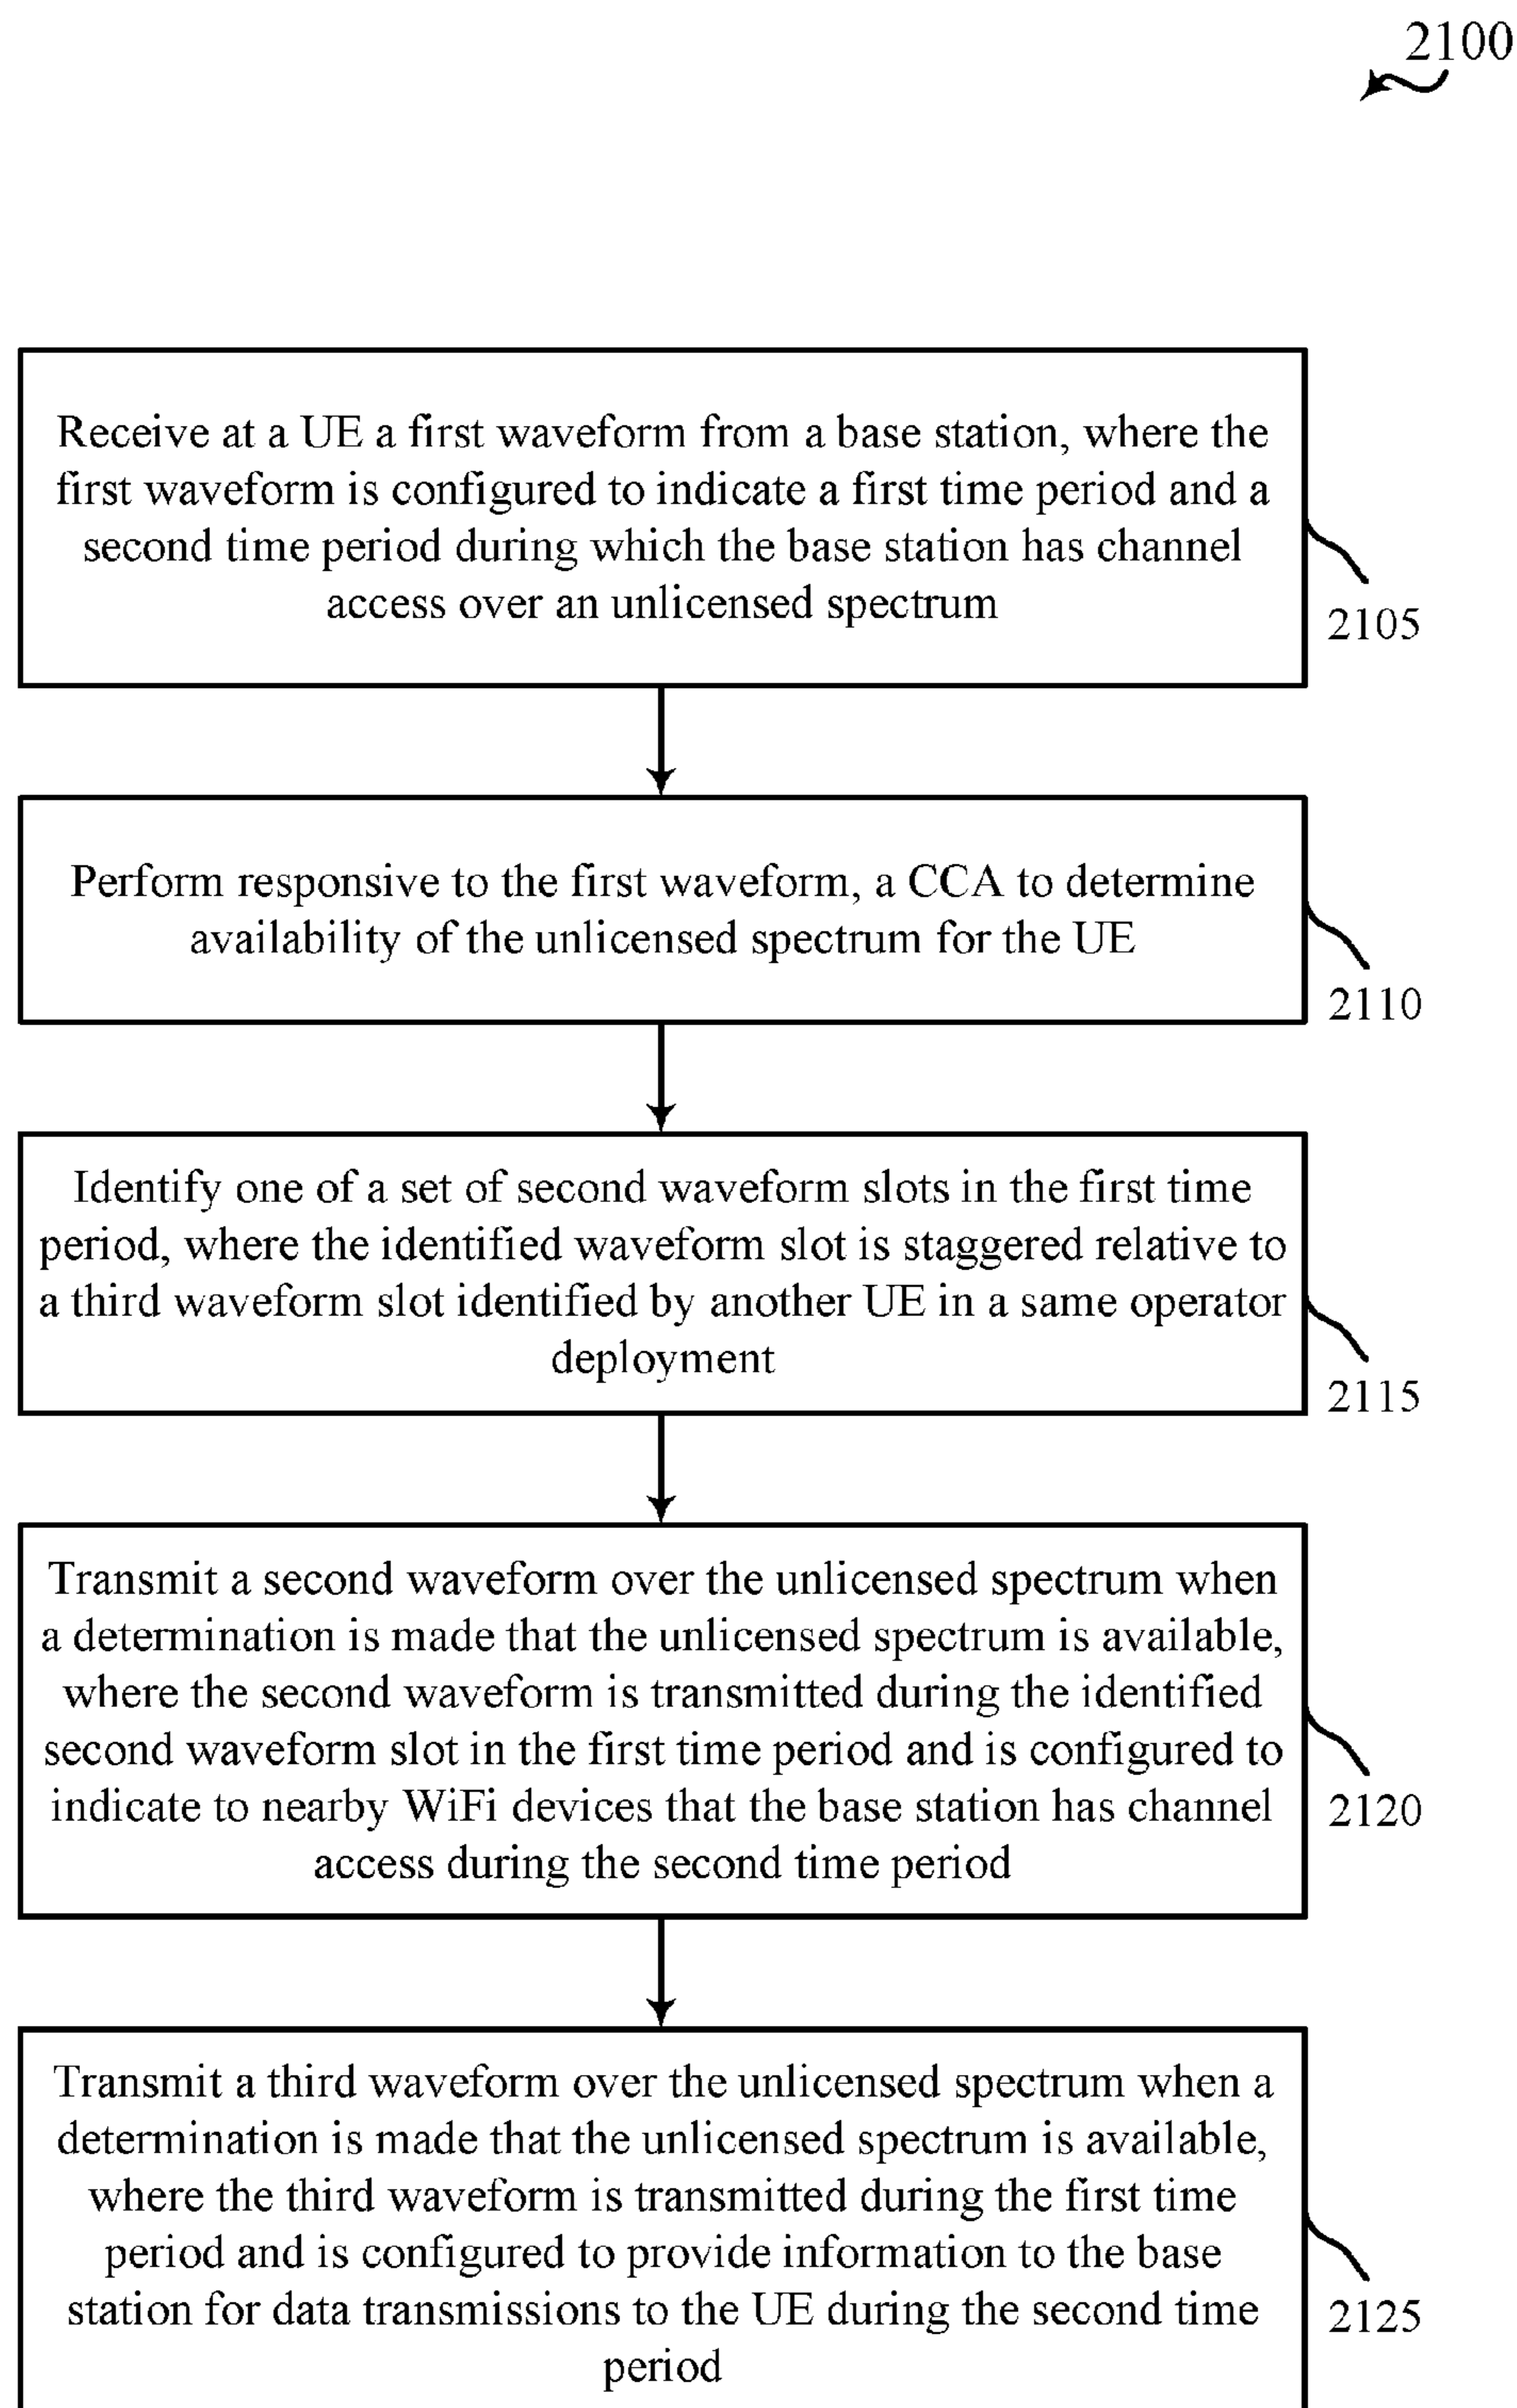 2100
Receive at a UE a first waveform from a base station, where the
first waveform is configured to indicate a first time period and a
second time period during which the base station has channel
access over an unlicensed spectrum
2105
Perform responsive to the first waveform, a CCA to determine
availability of the unlicensed spectrum for the UE
2110
Identify one of a set of second waveform slots in the first time
period, where the identified waveform slot is staggered relative to
a third waveform slot identified by another UE in a same operator
deployment
2115
Transmit a second waveform over the unlicensed spectrum when
a determination is made that the unlicensed spectrum is available,
where the second waveform is transmitted during the identified
second waveform slot in the first time period and is configured to
indicate to nearby WiFi devices that the base station has channel
access during the second time period
2120
Transmit a third waveform over the unlicensed spectrum when a
determination is made that the unlicensed spectrum is available,
where the third waveform is transmitted during the first time
period and is configured to provide information to the base
station for data transmissions to the UE during the second time
period
2125